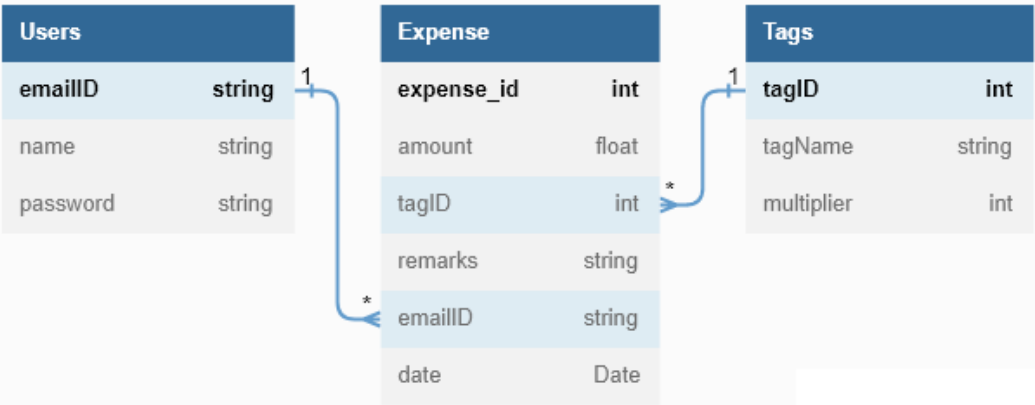 Users
emailID string
name string
password string
1
*
Expense
expense_id int
amount float
tagID int
remarks string
emailID string
date Date
*
1
Tags
tagID int
tagName string
multiplier int